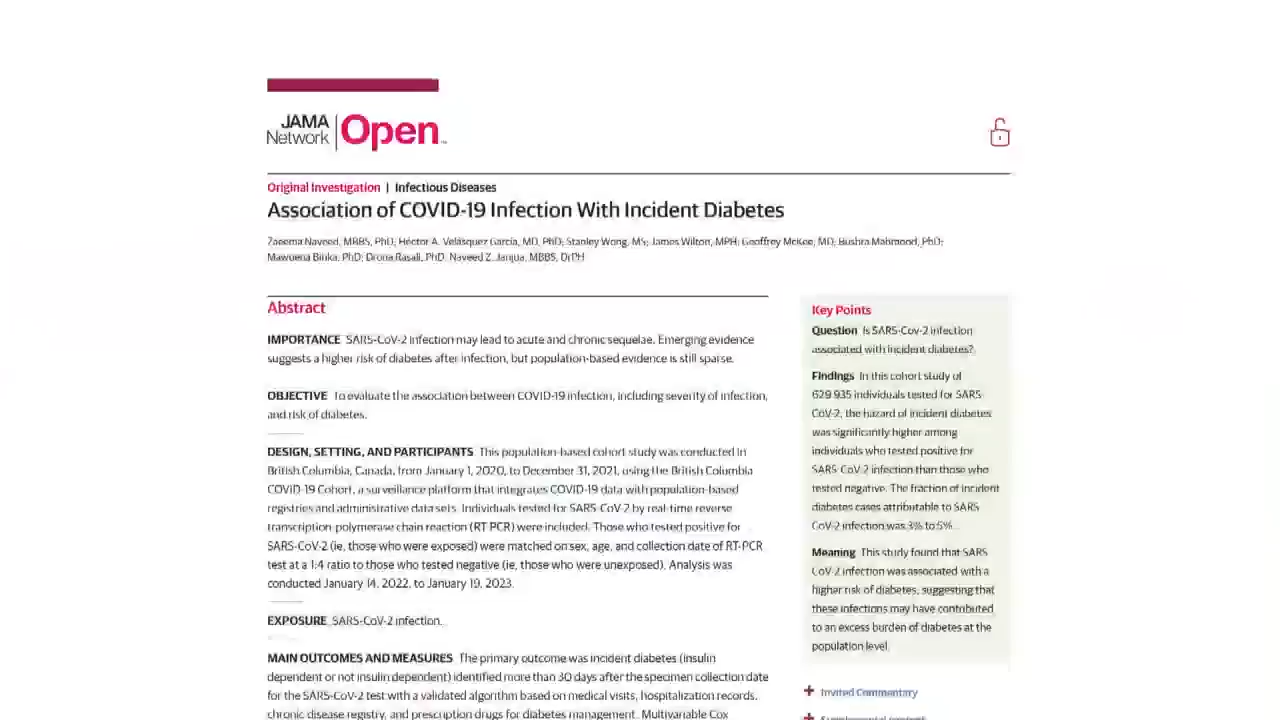 JAMA
Network
Open™
Original Investigation | Infectious Diseases
Association of COVID-19 Infection With Incident Diabetes
Zaeema Naveed, MBBS, PhD; Héctor A. Velásquez García, MD, PhD; Stanley Wong, MS; James Wilton, MPH; Geoffrey McKee, MD; Bushra Mahmood, PhD;
Mawuena Binka, PhD; Drona Rasali, PhD; Naveed Z. Janjua, MBBS, DrPH
Abstract
IMPORTANCE SARS-CoV-2 infection may lead to acute and chronic sequelae. Emerging evidence
suggests a higher risk of diabetes after infection, but population-based evidence is still sparse.
OBJECTIVE To evaluate the association between COVID-19 infection, including severity of infection,
and risk of diabetes.
DESIGN, SETTING, AND PARTICIPANTS This population-based cohort study was conducted in
British Columbia, Canada, from January 1, 2020, to December 31, 2021, using the British Columbia
COVID-19 Cohort, a surveillance platform that integrates COVID-19 data with population-based
registries and administrative data sets. Individuals tested for SARS-CoV-2 by real-time reverse
transcription-polymerase chain reaction (RT-PCR) were included. Those who tested positive for
SARS-CoV-2 (ie, those who were exposed) were matched on sex, age, and collection date of RT-PCR
test at a 1:4 ratio to those who tested negative (ie, those who were unexposed). Analysis was
conducted January 14, 2022, to January 19, 2023.
EXPOSURE SARS-CoV-2 infection.
MAIN OUTCOMES AND MEASURES The primary outcome was incident diabetes (insulin
dependent or not insulin dependent) identified more than 30 days after the specimen collection date
for the SARS-CoV-2 test with a validated algorithm based on medical visits, hospitalization records,
chronic disease registry, and prescription drugs for diabetes management. Multivariable Cox
Key Points
Question Is SARS-CoV-2 infection
associated with incident diabetes?
Findings In this cohort study of
629 935 individuals tested for SARS-
CoV-2, the hazard of incident diabetes
was significantly higher among
individuals who tested positive for
SARS-CoV-2 infection than those who
tested negative. The fraction of incident
diabetes cases attributable to SARS-
CoV-2 infection was 3% to 5%.
Meaning This study found that SARS-
CoV-2 infection was associated with a
higher risk of diabetes, suggesting that
these infections may have contributed
to an excess burden of diabetes at the
population level.
+ Invited Commentary